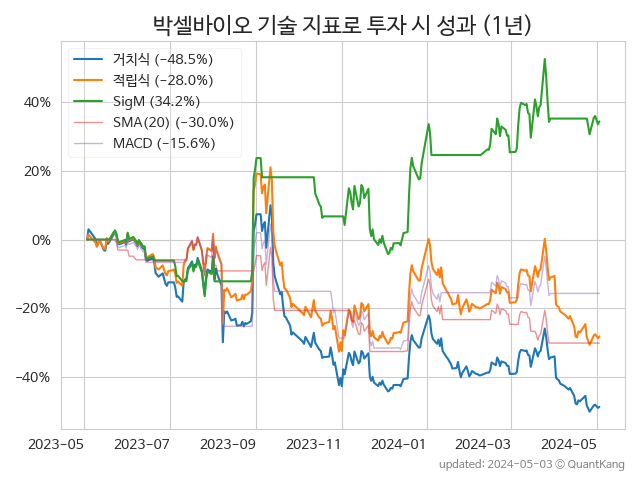 박셀바이오 기술 지표로 투자 시 성과 (1년)
거치식 (−48.5%)
적립식 (−28.0%)
SigM (34.2%)
SMA(20) (−30.0%)
MACD (−15.6%)
40%
20%
0%
−20%
−40%
2023-05 2023-07 2023-09 2023-11 2024-01 2024-03 2024-05
updated: 2024-05-03 ⓒ QuantKang